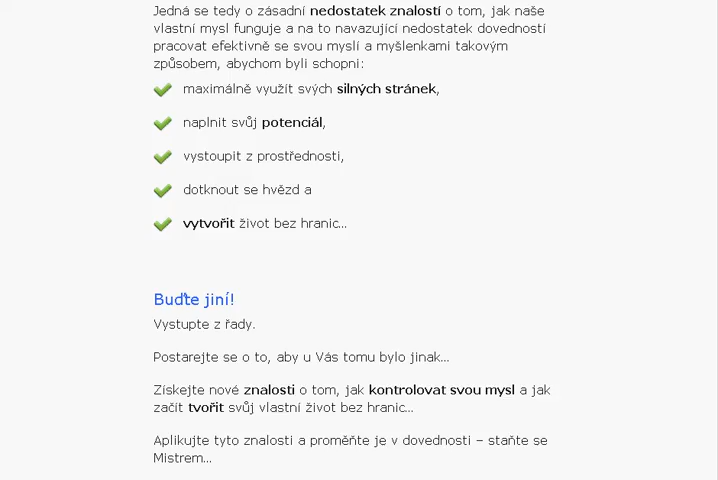 Jedná se tedy o zásadní nedostatek znalostí o tom, jak naše
vlastní mysl funguje a na to navazující nedostatek dovedností
pracovat efektivně se svou myslí a myšlenkami takovým
způsobem, abychom byli schopni:
maximálně využít svých silných stránek,
naplnit svůj potenciál,
vystoupit z prostřednosti,
dotknout se hvězd a
vytvořit život bez hranic...
Buďte jiní!
Vystupte z řady.
Postarejte se o to, aby u Vás tomu bylo jinak...
Získejte nové znalosti o tom, jak kontrolovat svou mysl a jak
začít tvořit svůj vlastní život bez hranic...
Aplikujte tyto znalosti a proměňte je v dovednosti – staňte se
Mistrem...